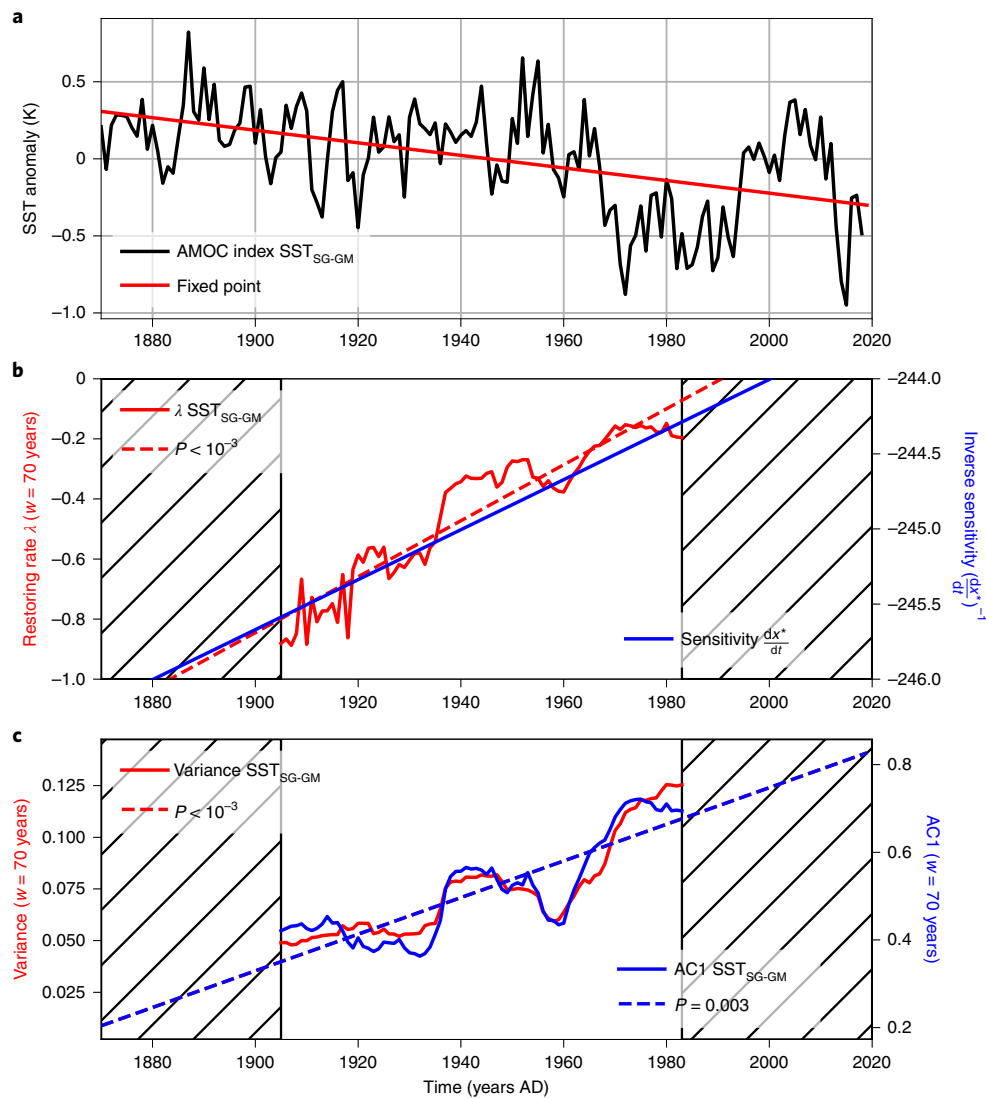 a
SST anomaly (K)
0.5
0
−0.5
−1.0
AMOC index SST_SG-GM
Fixed point
1880 1900 1920 1940 1960 1980 2000 2020
b
Restoring rate λ (w = 70 years)
0
−0.2
−0.4
−0.6
−0.8
−1.0
λ SST_SG-GM
P < 10⁻³
Sensitivity dx*/dt
−244.0
−244.5
−245.0
−245.5
−246.0
Inverse sensitivity (dx*/dt)⁻¹
1880 1900 1920 1940 1960 1980 2000 2020
c
Variance (w = 70 years)
0.125
0.100
0.075
0.050
0.025
Variance SST_SG-GM
P < 10⁻³
AC1 SST_SG-GM
P = 0.003
0.8
0.6
0.4
0.2
AC1 (w = 70 years)
1880 1900 1920 1940 1960 1980 2000 2020
Time (years AD)